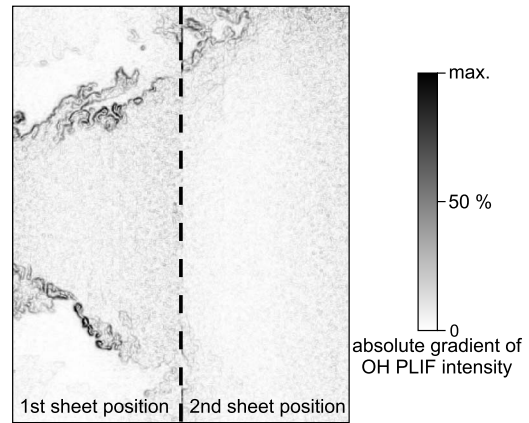 max.
50 %
0
absolute gradient of
OH PLIF intensity
1st sheet position
2nd sheet position